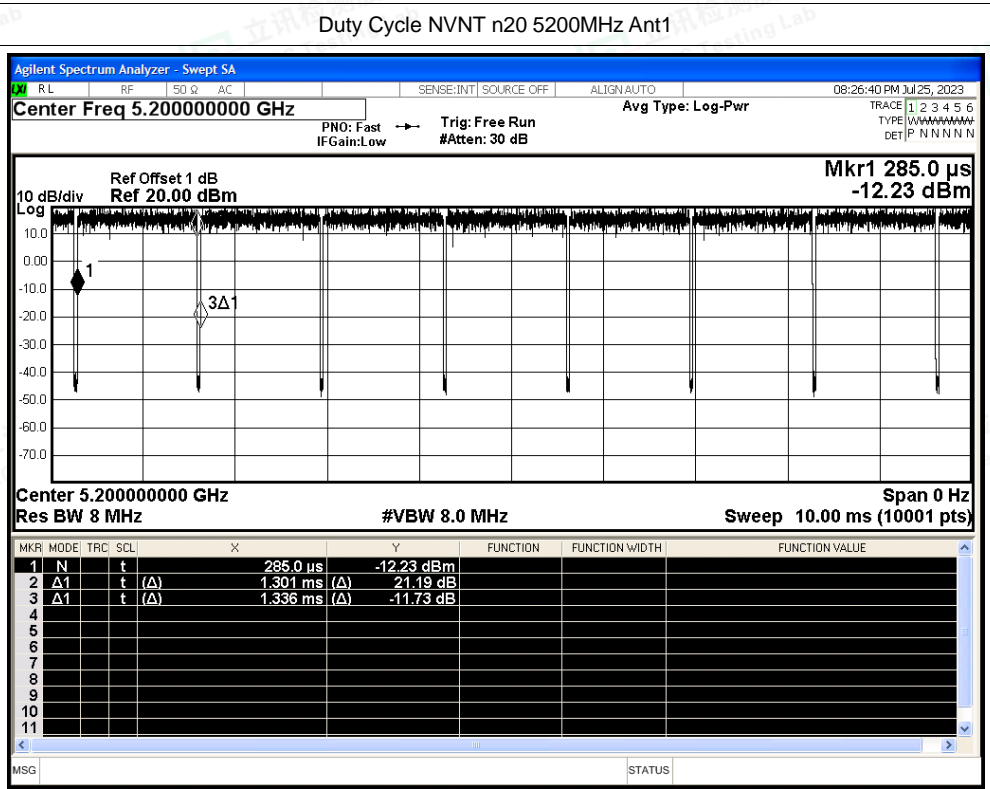 Duty Cycle NVNT n20 5200MHz Ant1
Agilent Spectrum Analyzer - Swept SA
LXI RL RF 50 Ω AC SENSE:INT SOURCE OFF ALIGN AUTO 08:26:40 PM Jul 25, 2023
Center Freq 5.200000000 GHz
PNO: Fast
IFGain:Low
Trig: Free Run
#Atten: 30 dB
Avg Type: Log-Pwr
TRACE 1 2 3 4 5 6
TYPE W
DET P N N N N N
Mkr1 285.0 µs
-12.23 dBm
Ref Offset 1 dB
10 dB/div Ref 20.00 dBm
Log
10.0
0.00
-10.0
-20.0
-30.0
-40.0
-50.0
-60.0
-70.0
1
3Δ1
Center 5.200000000 GHz Span 0 Hz
Res BW 8 MHz #VBW 8.0 MHz Sweep 10.00 ms (10001 pts)
MKR MODE TRC SCL X Y FUNCTION FUNCTION WIDTH FUNCTION VALUE
1 N t 285.0 µs -12.23 dBm
2 Δ1 t (Δ) 1.301 ms (Δ) 21.19 dB
3 Δ1 t (Δ) 1.336 ms (Δ) -11.73 dB
4
5
6
7
8
9
10
11
MSG STATUS